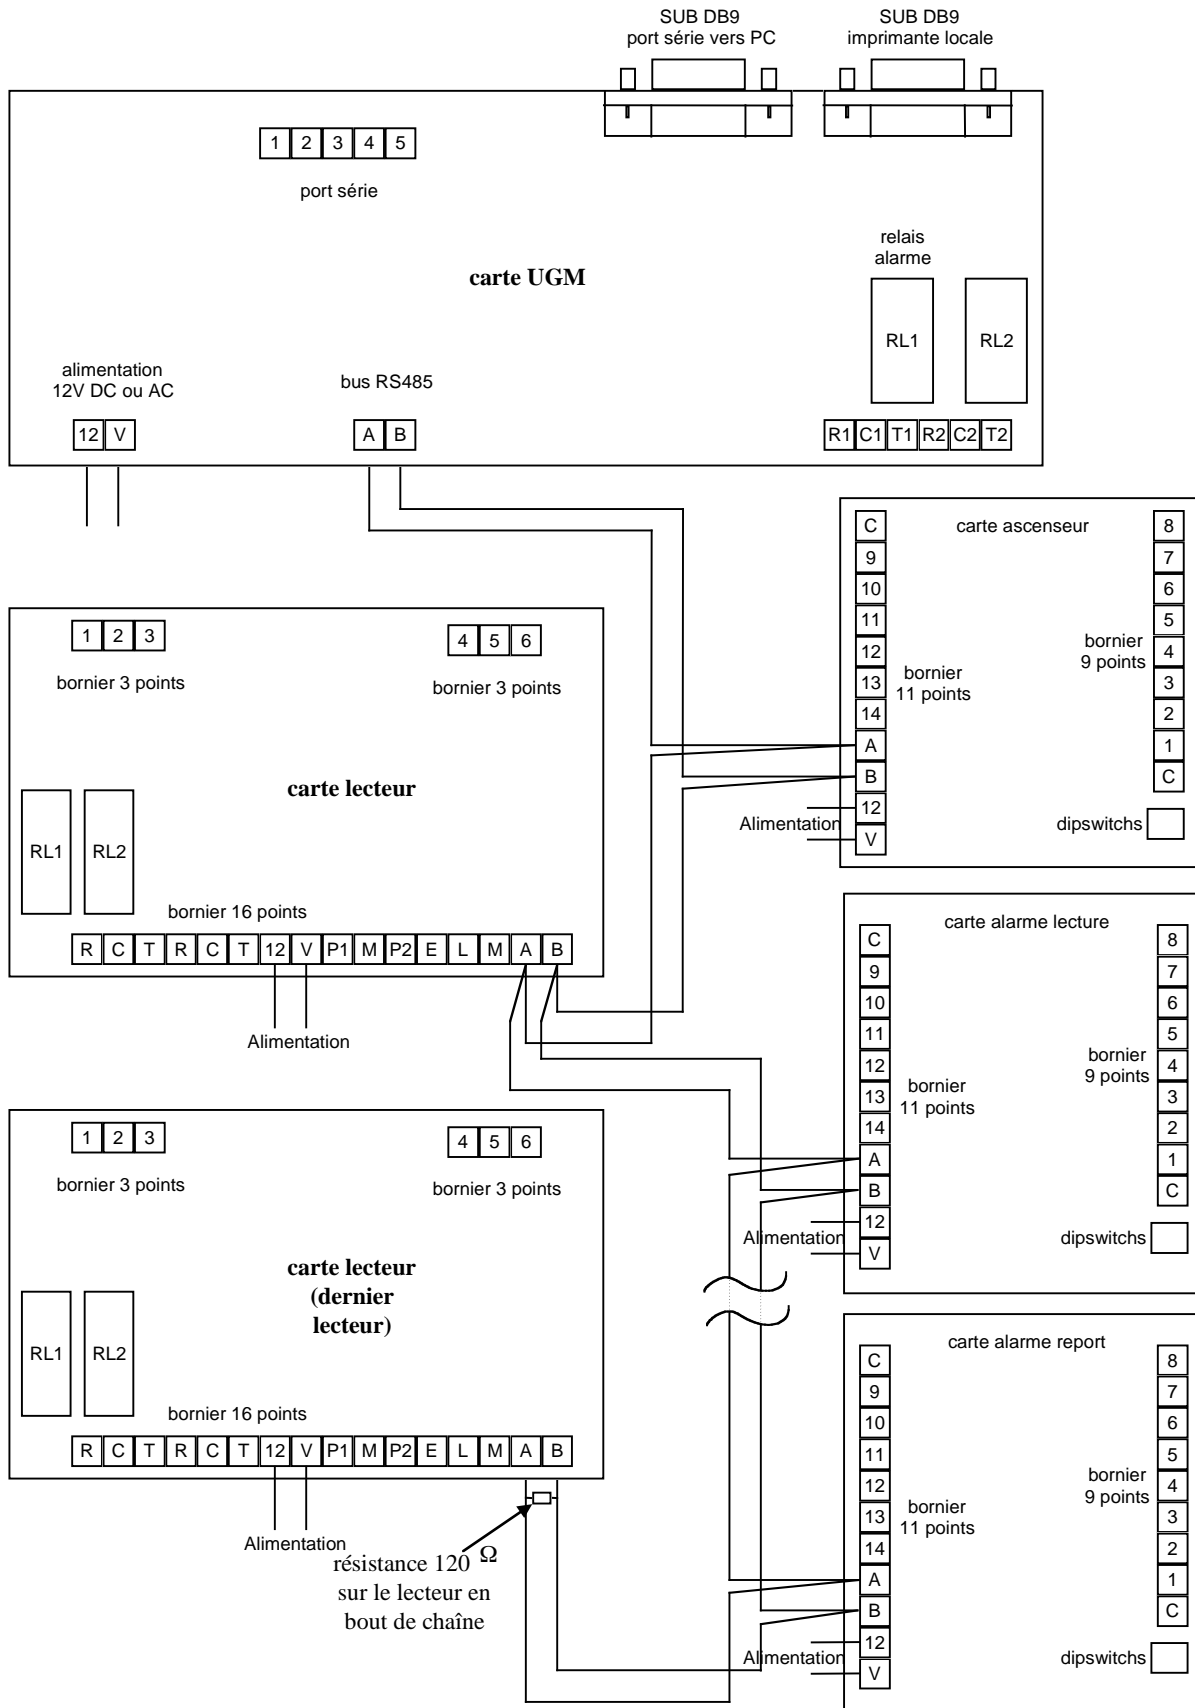 SUB DB9
port série vers PC
SUB DB9
imprimante locale
1 2 3 4 5
port série
relais
alarme
carte UGM
RL1
RL2
alimentation
12V DC ou AC
bus RS485
12 V
A B
R1 C1 T1 R2 C2 T2
carte ascenseur
C
9
10
11
12
13
14
A
B
12
V
bornier
11 points
8
7
6
5
4
3
2
1
C
bornier
9 points
Alimentation
dipswitchs
1 2 3
bornier 3 points
4 5 6
bornier 3 points
carte lecteur
RL1
RL2
bornier 16 points
R C T R C T 12 V P1 M P2 E L M A B
Alimentation
carte alarme lecture
C
9
10
11
12
13
14
A
B
12
V
bornier
11 points
8
7
6
5
4
3
2
1
C
bornier
9 points
Alimentation
dipswitchs
1 2 3
bornier 3 points
4 5 6
bornier 3 points
carte lecteur
(dernier
lecteur)
RL1
RL2
bornier 16 points
R C T R C T 12 V P1 M P2 E L M A B
Alimentation
résistance 120 Ω
sur le lecteur en
bout de chaîne
carte alarme report
C
9
10
11
12
13
14
A
B
12
V
bornier
11 points
8
7
6
5
4
3
2
1
C
bornier
9 points
Alimentation
dipswitchs